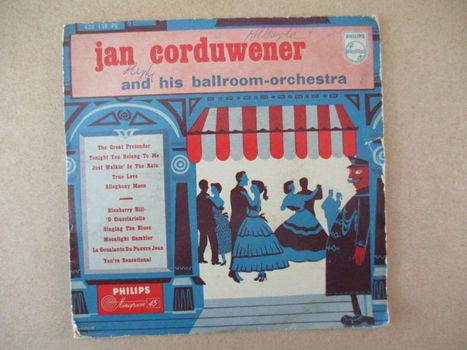 jan corduwener
and his ballroom-orchestra
PHILIPS
The Great Pretender
Tonight You Belong To Me
Just Walkin' In The Rain
True Love
Allegheny Moon
Blueberry Hill-
'O Ciucciariello
Singing The Blues
Moonlight Gambler
La Goualante Du Pauvre Jean
You're Sensational
PHILIPS
Minigroove 45